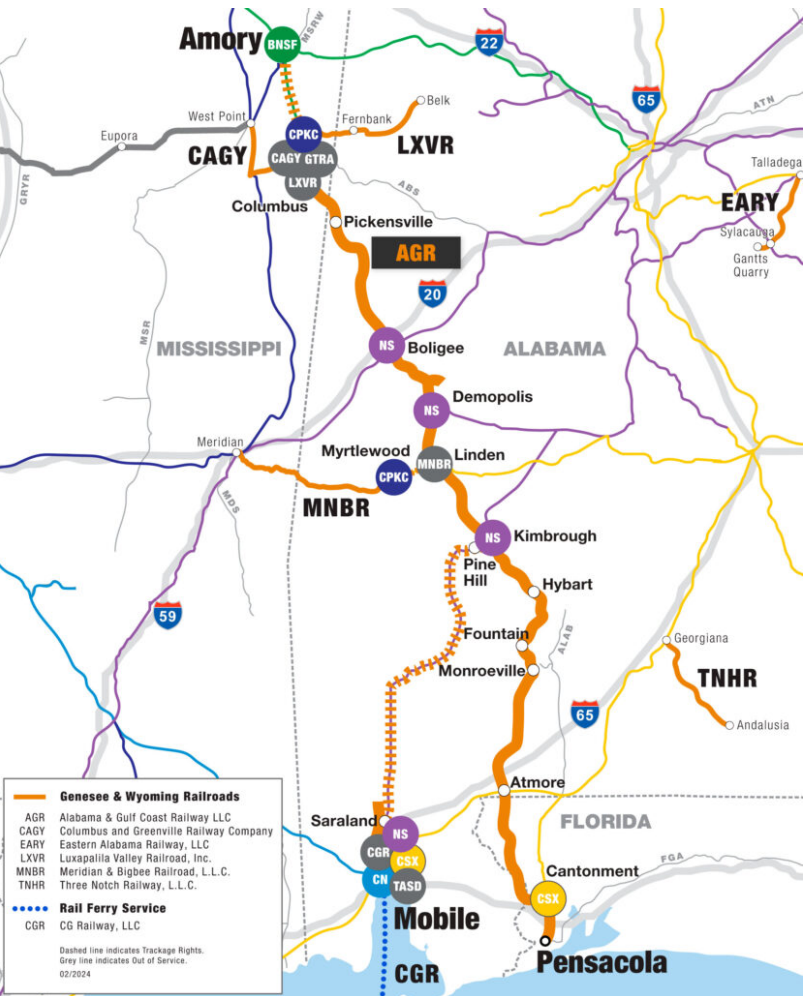 Amory
BNSF
MSRW
22
65
ATN
West Point
Eupora
CPKC
Fernbank
Belk
CAGY
LXVR
CAGY GTRA
LXVR
Columbus
ABS
GRYR
Talladega
EARY
Sylacauga
Gantts
Quarry
Pickensville
AGR
20
MSR
MISSISSIPPI
NS
Boligee
ALABAMA
Demopolis
NS
Meridian
Myrtlewood
MNBR
Linden
CPKC
MNBR
MDS
NS
Kimbrough
Pine
Hill
Hybart
59
Fountain
ALAB
Georgiana
Monroeville
TNHR
65
Andalusia
Atmore
Saraland
NS
FLORIDA
CGR
CSX
CN
TASD
FGA
Cantonment
CSX
Mobile
CGR
Pensacola
Genesee & Wyoming Railroads
AGR Alabama & Gulf Coast Railway LLC
CAGY Columbus and Greenville Railway Company
EARY Eastern Alabama Railway, LLC
LXVR Luxapalila Valley Railroad, Inc.
MNBR Meridian & Bigbee Railroad, L.L.C.
TNHR Three Notch Railway, L.L.C.
Rail Ferry Service
CGR CG Railway, LLC
Dashed line indicates Trackage Rights.
Grey line indicates Out of Service.
02/2024